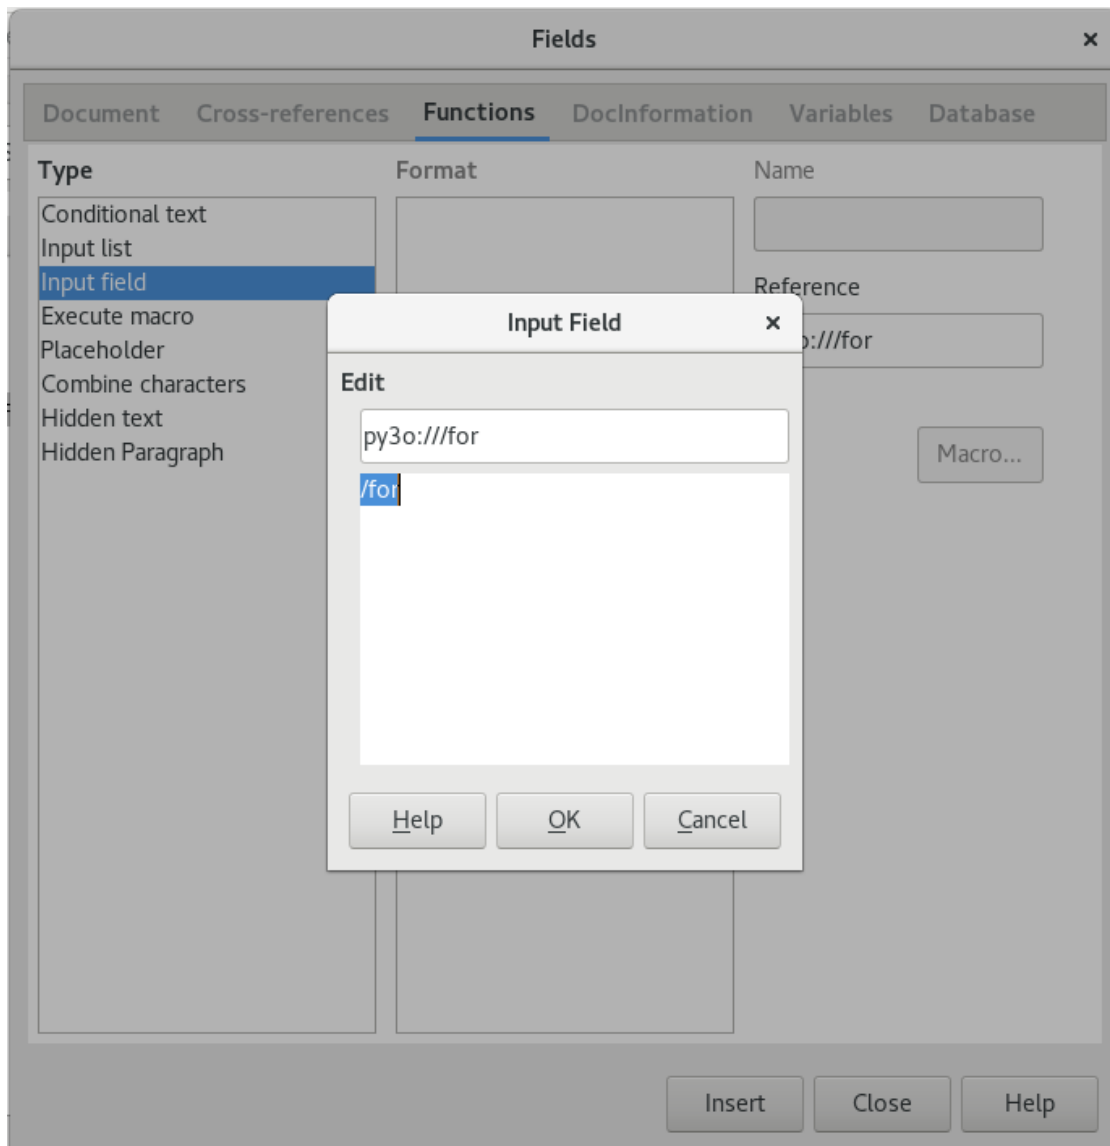 Fields
Document Cross-references Functions DocInformation Variables Database
Type Format Name
Conditional text
Input list
Input field
Reference
Execute macro
Placeholder
Combine characters
Hidden text
Hidden Paragraph
:///for
Macro...
Input Field
Edit
py3o:///for
/for
Help OK Cancel
Insert Close Help